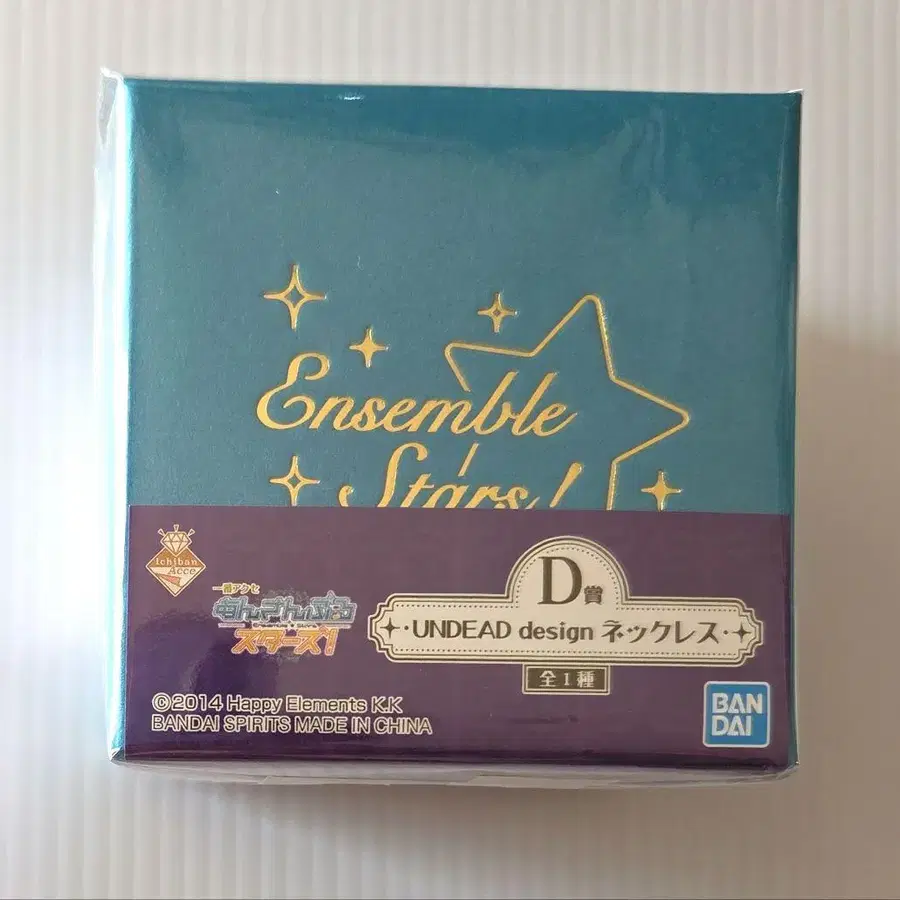 Ensemble
Stars!
Ichiban
Acce
一番アクセ
あんさんぶる
スターズ!
D賞
UNDEAD design ネックレス
全1種
©2014 Happy Elements K.K
BANDAI SPIRITS MADE IN CHINA
BAN
DAI